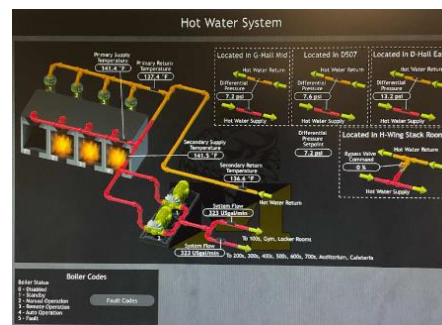 Hot Water System
Primary Supply
Temperature
141.4 °F
Primary Return
Temperature
137.4 °F
Located In G-Hall Mid
Hot Water Return
Differential
Pressure
7.2 psi
Hot Water Supply
Located In D507
Hot Water Return
Differential
Pressure
7.6 psi
Hot Water Supply
Located In D-Hall Ea
Hot Water Return
Differential
Pressure
13.2 psi
Hot Water Supply
Differential
Pressure
Setpoint
7.2 psi
Located In H-Wing Stack Room
Bypass Valve
Command
0 %
Hot Water Return
Hot Water Supply
Secondary Supply
Temperature
141.5 °F
Secondary Return
Temperature
136.6 °F
Hot Water Return
System Flow
323 USgal/min
To 100s, Gym, Locker Rooms
System Flow
323 USgal/min
To 200s, 300s, 400s, 500s, 600s, 700s, Auditorium, Cafeteria
Boiler Codes
Boiler Status
0 - Disabled
1 - Standby
2 - Manual Operation
3 - Remote Operation
4 - Auto Operation
5 - Fault
Fault Codes